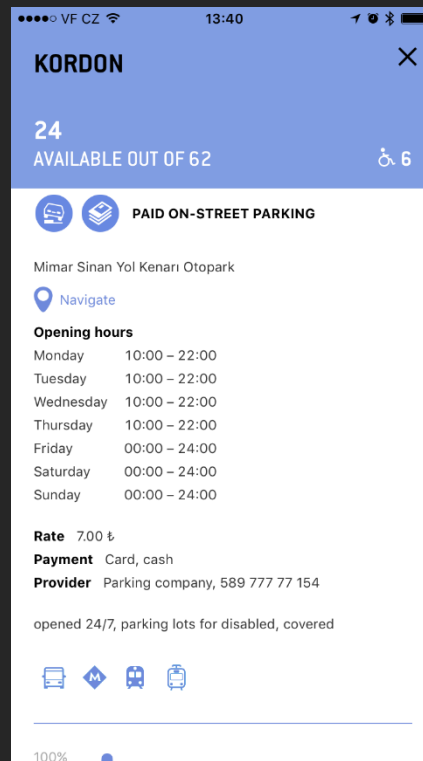 VF CZ 13:40
KORDON
24
AVAILABLE OUT OF 62 6
PAID ON-STREET PARKING
Mimar Sinan Yol Kenarı Otopark
Navigate
Opening hours
Monday 10:00 – 22:00
Tuesday 10:00 – 22:00
Wednesday 10:00 – 22:00
Thursday 10:00 – 22:00
Friday 00:00 – 24:00
Saturday 00:00 – 24:00
Sunday 00:00 – 24:00
Rate 7.00 ₺
Payment Card, cash
Provider Parking company, 589 777 77 154
opened 24/7, parking lots for disabled, covered
M
100%